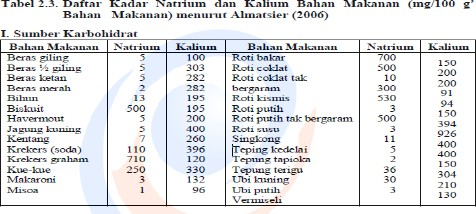 Tabel 2.3. Daftar Kadar Natrium dan Kalium Bahan Makanan (mg/100 g'
Bahan Makanan) menurut Almatsier (2006)
I. Sumber Karbohidrat
Bahan Makanan Natrium Kalium Bahan Makanan Natrium Kalium
Beras giling 5 100 Roti bakar 700 150
Beras ½ giling 5 303 Roti coklat 500 200
Beras ketan 5 282 Roti coklat tak 10 200
Beras merah 2 282 bergaram 300 91
Bihun 13 195 Roti kismis 530 94
Biskuit 500 195 Roti putih 3 150
Havermout 5 200 Roti putih tak bergaram 500 394
Jagung kuning 5 400 Roti susu 3 926
Kentang 7 260 Singkong 11 400
Krekers (soda) 110 396 Teping kedelai 5 400
Krekers graham 710 120 Tepung tapioka 2 150
Kue-kue 250 330 Tepung terigu 36 304
Makaroni 3 132 Ubi kuning 30 210
Misoa 1 96 Ubi putih 3 130
Vermiseli